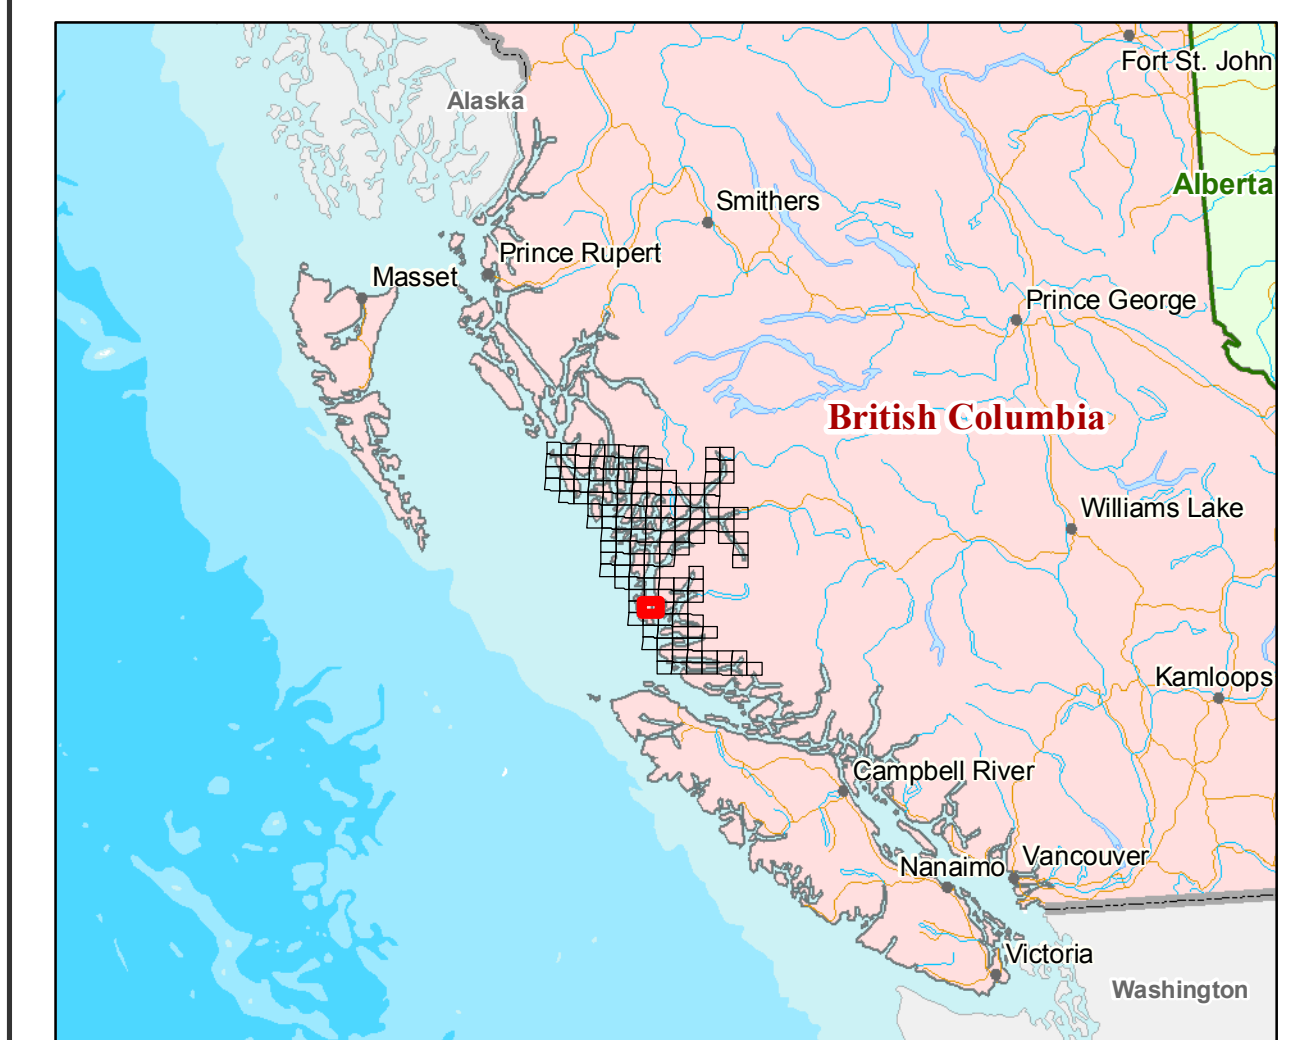 Fort St. John
Alaska
Alberta
Smithers
Prince Rupert
Masset
Prince George
British Columbia
Williams Lake
Kamloops
Campbell River
Vancouver
Nanaimo
Victoria
Washington